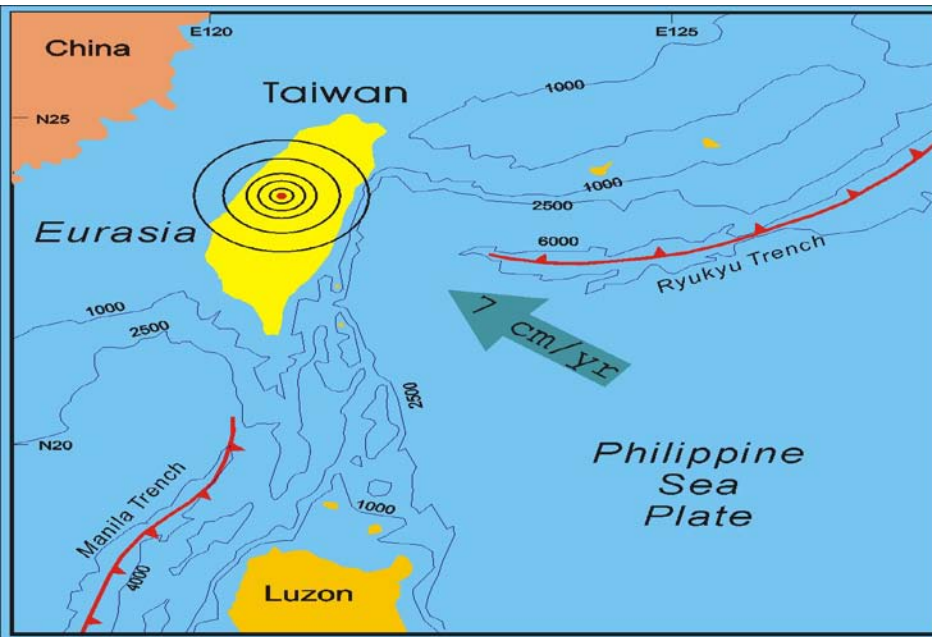 E120
E125
China
1000
Taiwan
N25
1000
2500
Eurasia
6000
Ryukyu Trench
1000
2500
7 cm/yr
2500
N20
Philippine
Sea
Plate
Manila Trench
1000
4000
Luzon